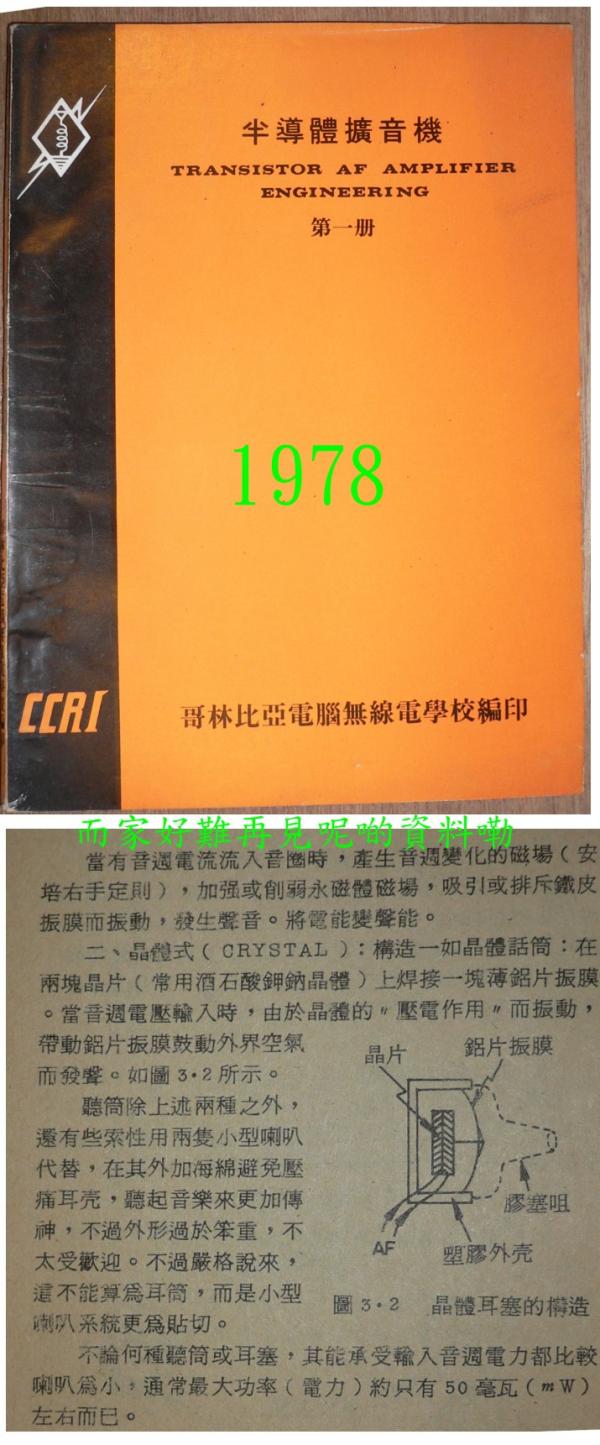 半導體擴音機
TRANSISTOR AF AMPLIFIER
ENGINEERING
第一册
1978
CCRI
哥林比亞電腦無線電學校編印
而家好難再見呢啲資料嘞
當有音週電流流入音圈時，產生音週變化的磁場（安
培右手定則），加强或削弱永磁體磁場，吸引或排斥鐵皮
振膜而振動，發生聲音。將電能變聲能。
二、晶體式（CRYSTAL）：構造一如晶體話筒：在
兩塊晶片（常用酒石酸鉀鈉晶體）上焊接一塊薄鋁片振膜
。當音週電壓輸入時，由於晶體的〃壓電作用〃而振動，
帶動鋁片振膜鼓動外界空氣
而發聲。如圖3·2所示。
聽筒除上述兩種之外，
還有些索性用兩隻小型喇叭
代替，在其外加海綿避免壓
痛耳壳，聽起音樂來更加傳
神，不過外形過於笨重，不
太受歡迎。不過嚴格說來，
這不能算爲耳筒，而是小型
喇叭系統更爲貼切。
晶片
鋁片振膜
膠塞咀
AF
塑膠外壳
圖3·2 晶體耳塞的構造
不論何種聽筒或耳塞，其能承受輸入音週電力都比較
喇叭爲小，通常最大功率（電力）約只有50毫瓦（mW）
左右而已。